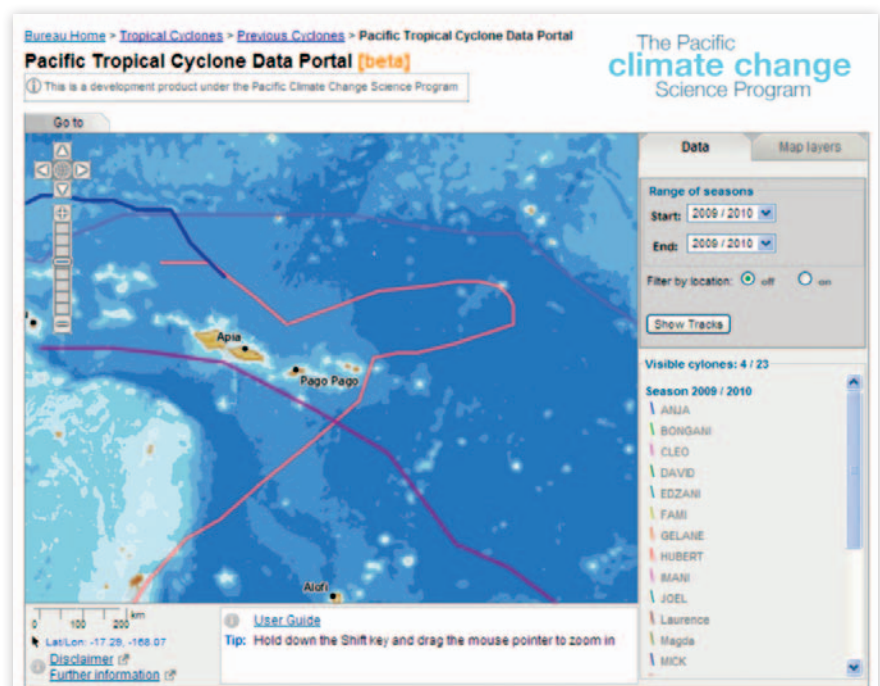 Bureau Home > Tropical Cyclones > Previous Cyclones > Pacific Tropical Cyclone Data Portal
Pacific Tropical Cyclone Data Portal [beta]
This is a development product under the Pacific Climate Change Science Program
The Pacific
climate change
Science Program
Go to
Apia
Pago Pago
Alofi
Data
Map layers
Range of seasons
Start: 2009 / 2010
End: 2009 / 2010
Filter by location: off on
Show Tracks
Visible cylones: 4 / 23
Season 2009 / 2010
ANJA
BONGANI
CLEO
DAVID
EDZANI
FAMI
GELANE
HUBERT
IMANI
JOEL
Laurence
Magda
MICK
0 100 200 km
Lat/Lon: -17.29, -168.07
Disclaimer
Further information
User Guide
Tip: Hold down the Shift key and drag the mouse pointer to zoom in